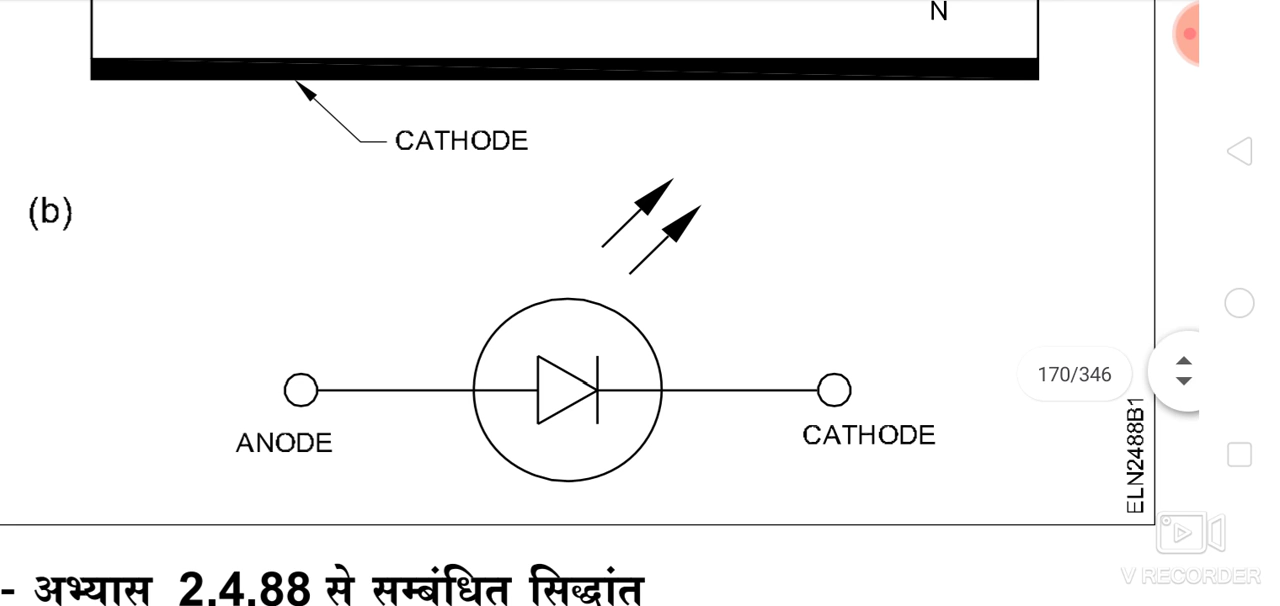 N
CATHODE
(b)
170/346
ANODE
CATHODE
ELN2488B1
V RECORDER
- अभ्यास 2.4.88 से सम्बंधित सिद्धांत